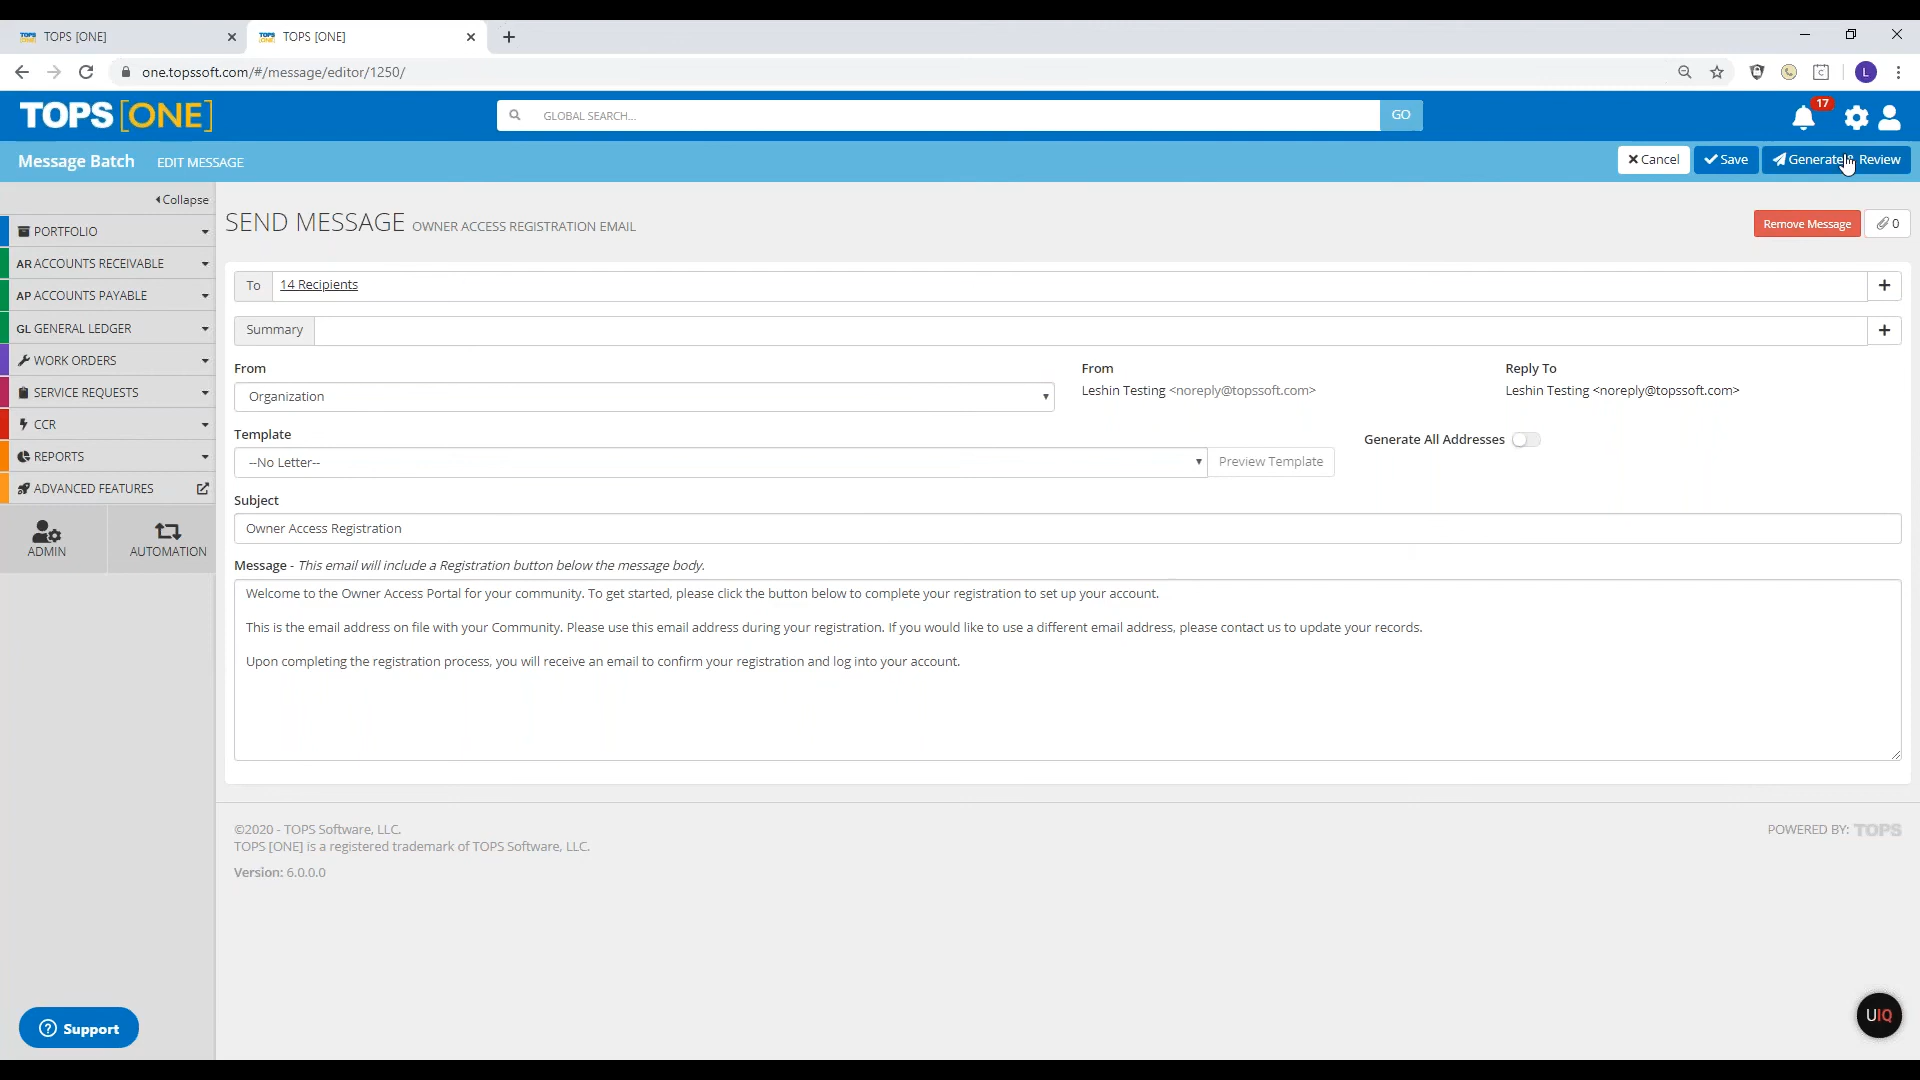 TOPS [ONE]
TOPS [ONE]
one.topssoft.com/#/message/editor/1250/
L
TOPS [ONE]
GLOBAL SEARCH...
GO
17
Message Batch EDIT MESSAGE
Cancel
Save
Generate Review
Collapse
PORTFOLIO
AR ACCOUNTS RECEIVABLE
AP ACCOUNTS PAYABLE
GL GENERAL LEDGER
WORK ORDERS
SERVICE REQUESTS
CCR
REPORTS
ADVANCED FEATURES
ADMIN
AUTOMATION
SEND MESSAGE OWNER ACCESS REGISTRATION EMAIL
Remove Message
0
To 14 Recipients
Summary
From
Organization
From
Leshin Testing <noreply@topssoft.com>
Reply To
Leshin Testing <noreply@topssoft.com>
Template
--No Letter--
Preview Template
Generate All Addresses
Subject
Owner Access Registration
Message - This email will include a Registration button below the message body.
Welcome to the Owner Access Portal for your community. To get started, please click the button below to complete your registration to set up your account.
This is the email address on file with your Community. Please use this email address during your registration. If you would like to use a different email address, please contact us to update your records.
Upon completing the registration process, you will receive an email to confirm your registration and log into your account.
©2020 - TOPS Software, LLC.
TOPS [ONE] is a registered trademark of TOPS Software, LLC.
Version: 6.0.0.0
POWERED BY: TOPS
Support
UIQ